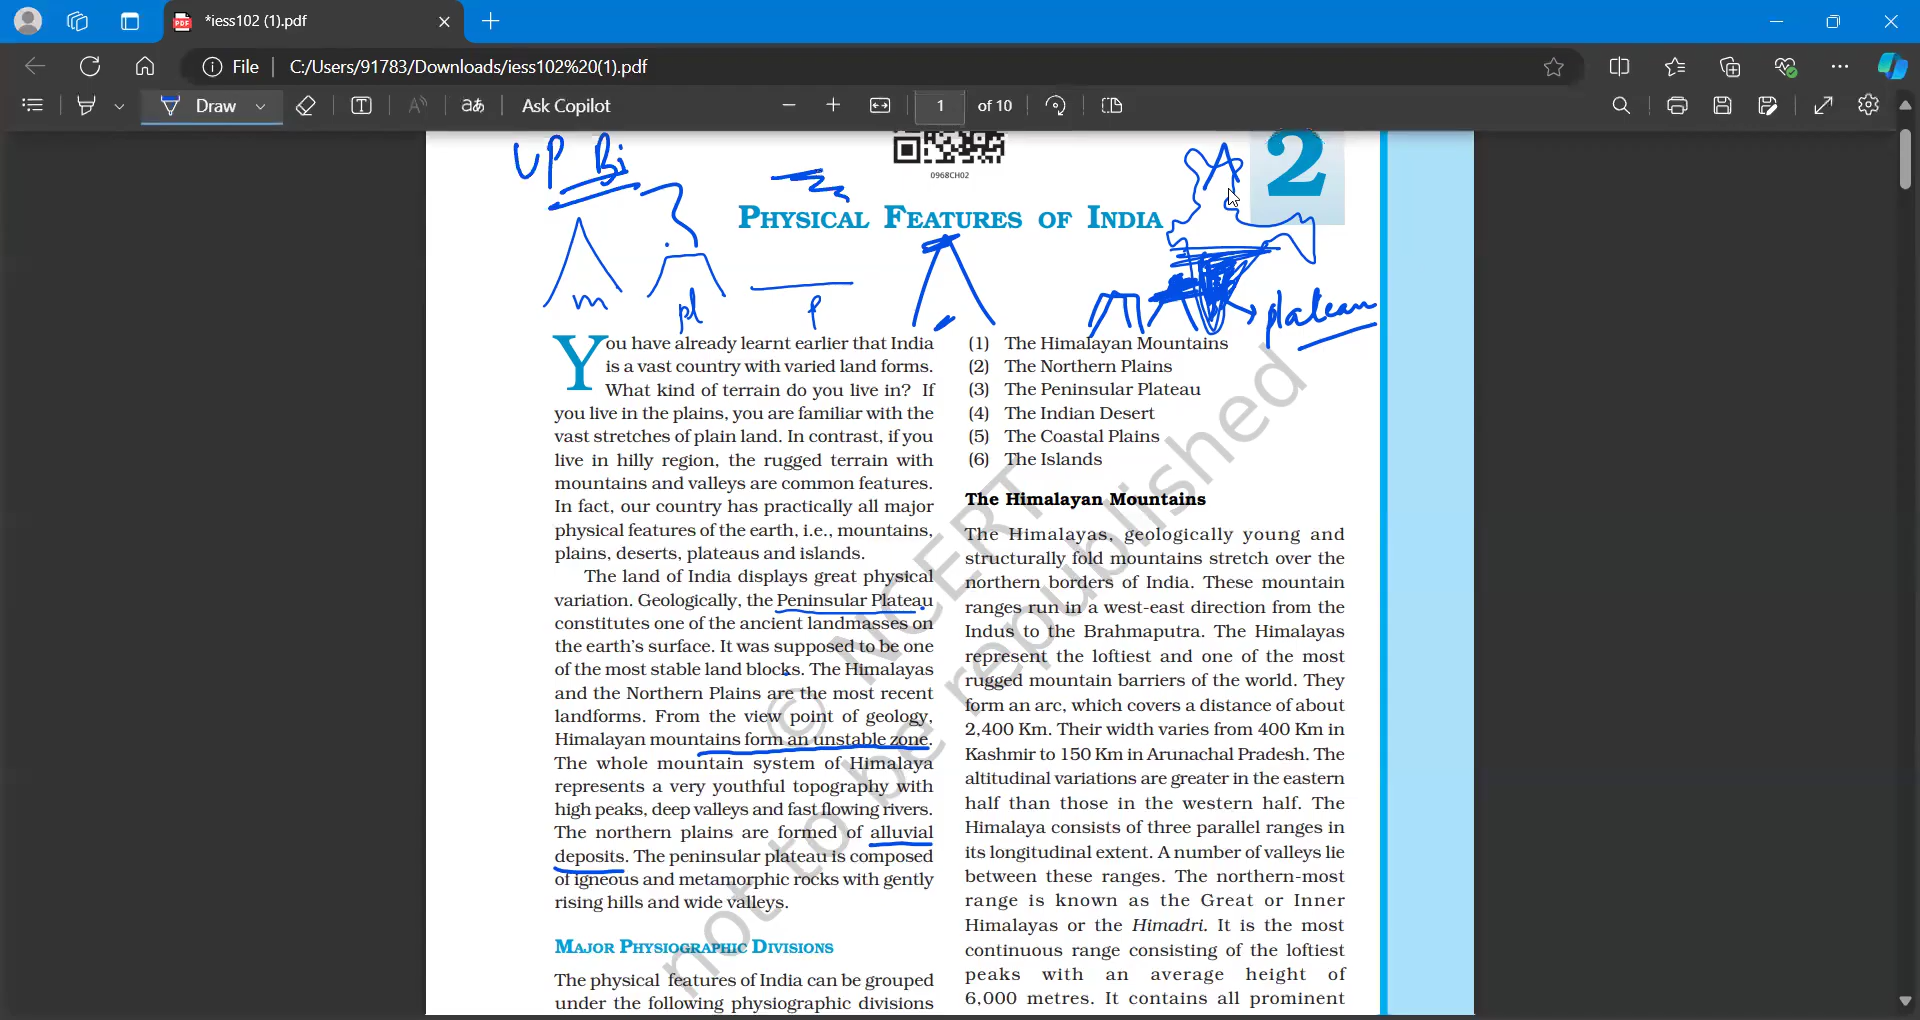 *iess102 (1).pdf
File
C:/Users/91783/Downloads/iess102%20(1).pdf
Draw
aあ
Ask Copilot
1
of 10
UP Bi
0968CH02
A
2
PHYSICAL FEATURES OF INDIA
m
pl
p
plateau
You have already learnt earlier that India
is a vast country with varied land forms.
What kind of terrain do you live in? If
you live in the plains, you are familiar with the
vast stretches of plain land. In contrast, if you
live in hilly region, the rugged terrain with
mountains and valleys are common features.
In fact, our country has practically all major
physical features of the earth, i.e., mountains,
plains, deserts, plateaus and islands.
The land of India displays great physical
variation. Geologically, the Peninsular Plateau
constitutes one of the ancient landmasses on
the earth's surface. It was supposed to be one
of the most stable land blocks. The Himalayas
and the Northern Plains are the most recent
landforms. From the view point of geology,
Himalayan mountains form an unstable zone.
The whole mountain system of Himalaya
represents a very youthful topography with
high peaks, deep valleys and fast flowing rivers.
The northern plains are formed of alluvial
deposits. The peninsular plateau is composed
of igneous and metamorphic rocks with gently
rising hills and wide valleys.
MAJOR PHYSIOGRAPHIC DIVISIONS
The physical features of India can be grouped
under the following physiographic divisions
(1) The Himalayan Mountains
(2) The Northern Plains
(3) The Peninsular Plateau
(4) The Indian Desert
(5) The Coastal Plains
(6) The Islands
The Himalayan Mountains
The Himalayas, geologically young and
structurally fold mountains stretch over the
northern borders of India. These mountain
ranges run in a west-east direction from the
Indus to the Brahmaputra. The Himalayas
represent the loftiest and one of the most
rugged mountain barriers of the world. They
form an arc, which covers a distance of about
2,400 Km. Their width varies from 400 Km in
Kashmir to 150 Km in Arunachal Pradesh. The
altitudinal variations are greater in the eastern
half than those in the western half. The
Himalaya consists of three parallel ranges in
its longitudinal extent. A number of valleys lie
between these ranges. The northern-most
range is known as the Great or Inner
Himalayas or the Himadri. It is the most
continuous range consisting of the loftiest
peaks with an average height of
6,000 metres. It contains all prominent
© NCERT
not to be republished